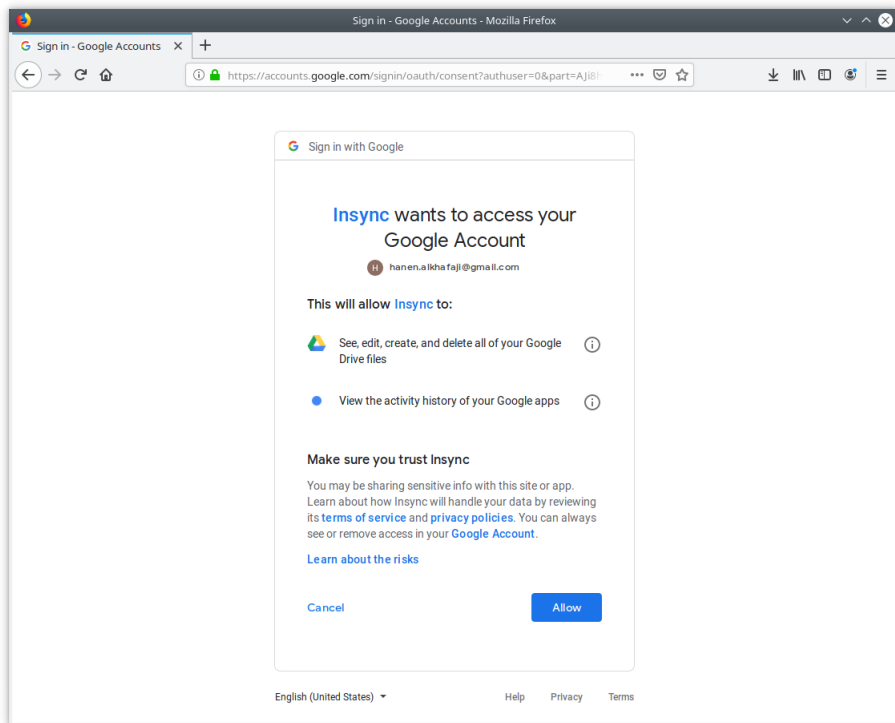 Sign in - Google Accounts - Mozilla Firefox
Sign in - Google Accounts
https://accounts.google.com/signin/oauth/consent?authuser=0&part=AJi8h
Sign in with Google
Insync wants to access your
Google Account
H hanen.alkhafaji@gmail.com
This will allow Insync to:
See, edit, create, and delete all of your Google
Drive files
View the activity history of your Google apps
Make sure you trust Insync
You may be sharing sensitive info with this site or app.
Learn about how Insync will handle your data by reviewing
its terms of service and privacy policies. You can always
see or remove access in your Google Account.
Learn about the risks
Cancel Allow
English (United States) Help Privacy Terms